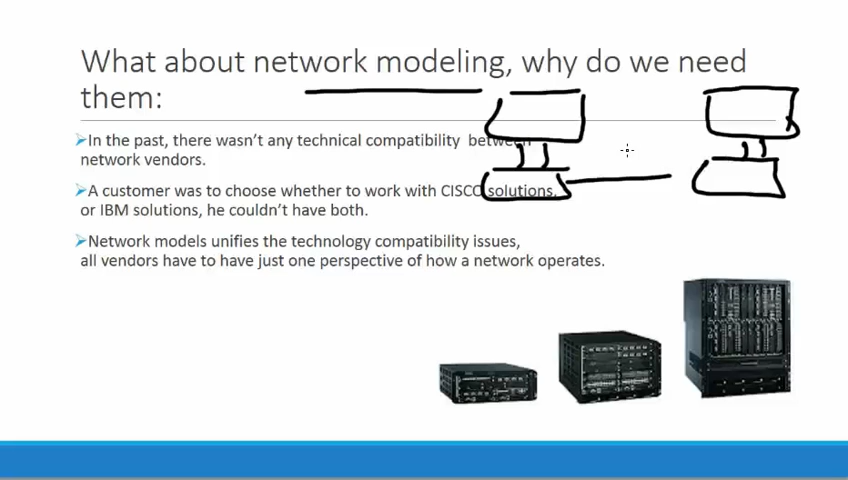 What about network modeling, why do we need
them:
In the past, there wasn't any technical compatibility between
network vendors.
A customer was to choose whether to work with CISCO solutions,
or IBM solutions, he couldn't have both.
Network models unifies the technology compatibility issues,
all vendors have to have just one perspective of how a network operates.